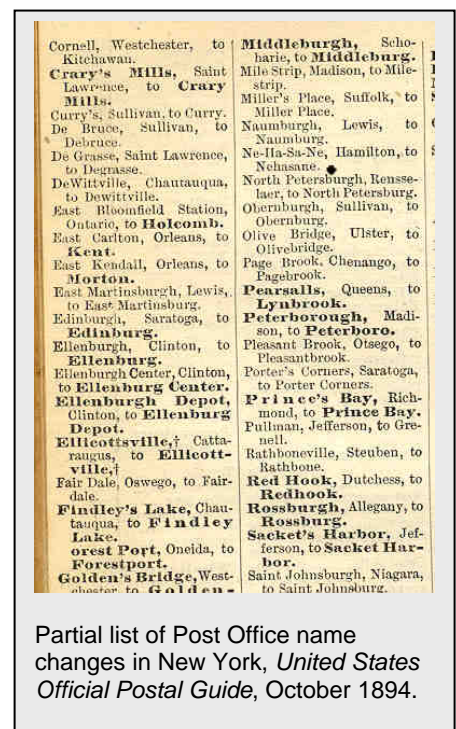 Cornell, Westchester, to
Kitchawan.
Crary's Mills, Saint
Lawrence, to Crary
Mills.
Curry's, Sullivan, to Curry.
De Bruce, Sullivan, to
Debruce.
De Grasse, Saint Lawrence,
to Degrasse.
DeWittville, Chautauqua,
to Dewittville.
East Bloomfield Station,
Ontario, to Holcomb.
East Carlton, Orleans, to
Kent.
East Kendall, Orleans, to
Morton.
East Martinsburgh, Lewis,
to East Martinsburg.
Edinburgh, Saratoga, to
Edinburg.
Ellenburgh, Clinton, to
Ellenburg.
Ellenburgh Center, Clinton,
to Ellenburg Center.
Ellenburgh Depot,
Clinton, to Ellenburg
Depot.
Ellicottsville,† Catta-
raugus, to Ellicott-
ville,†
Fair Dale, Oswego, to Fair-
dale.
Findley's Lake, Chau-
tauqua, to Findley
Lake.
orest Port, Oneida, to
Forestport.
Golden's Bridge, West-
chester, to Golden-
Middleburgh, Scho-
harie, to Middleburg.
Mile Strip, Madison, to Mile-
strip.
Miller's Place, Suffolk, to
Miller Place.
Naumburgh, Lewis, to
Naumburg.
Ne-Ha-Sa-Ne, Hamilton, to
Nehasane.
North Petersburgh, Rensse-
laer, to North Petersburg.
Obernburgh, Sullivan, to
Obernburg.
Olive Bridge, Ulster, to
Olivebridge.
Page Brook, Chenango, to
Pagebrook.
Pearsalls, Queens, to
Lynbrook.
Peterborough, Madi-
son, to Peterboro.
Pleasant Brook, Otsego, to
Pleasantbrook.
Porter's Corners, Saratoga,
to Porter Corners.
Prince's Bay, Rich-
mond, to Prince Bay.
Pullman, Jefferson, to Gre-
nell.
Rathboneville, Steuben, to
Rathbone.
Red Hook, Dutchess, to
Redhook.
Rossburgh, Allegany, to
Rossburg.
Sacket's Harbor, Jef-
ferson, to Sacket Har-
bor.
Saint Johnsburgh, Niagara,
to Saint Johnsburg.
Partial list of Post Office name
changes in New York, United States
Official Postal Guide, October 1894.